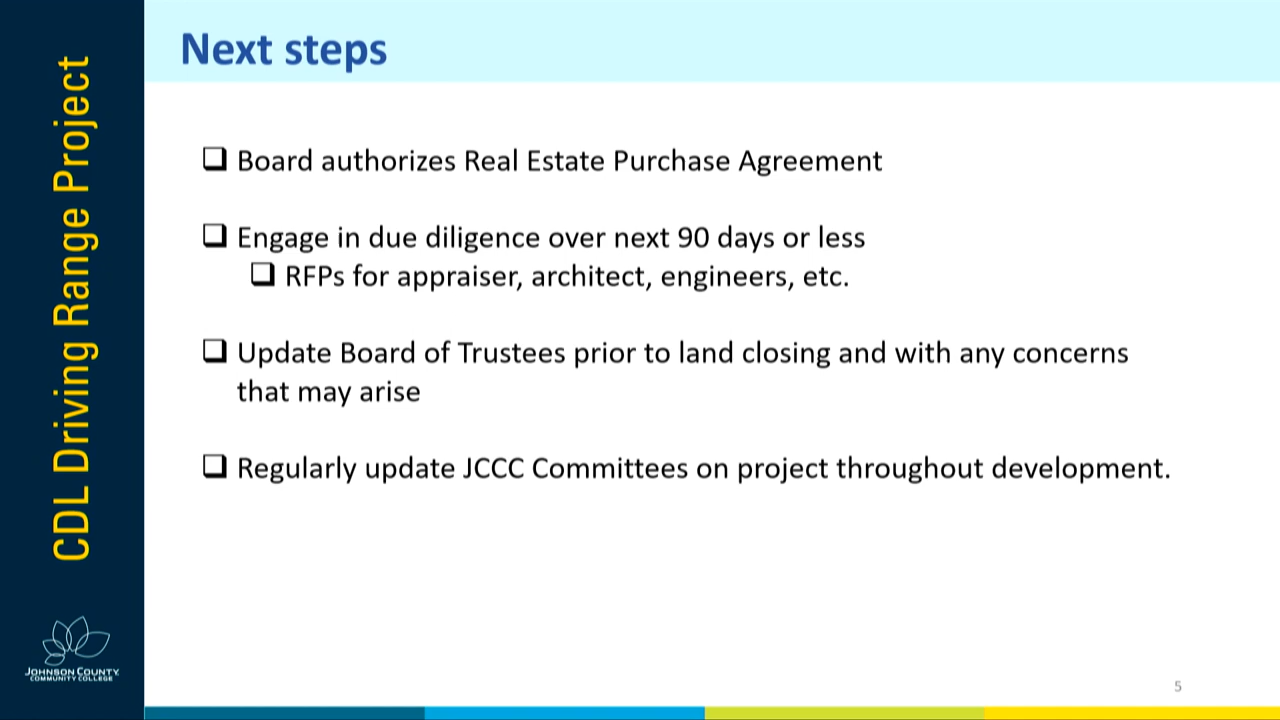 CDL Driving Range Project
Next steps
❑ Board authorizes Real Estate Purchase Agreement
❑ Engage in due diligence over next 90 days or less
❑ RFPs for appraiser, architect, engineers, etc.
❑ Update Board of Trustees prior to land closing and with any concerns
that may arise
❑ Regularly update JCCC Committees on project throughout development.
JOHNSON COUNTY
COMMUNITY COLLEGE
5